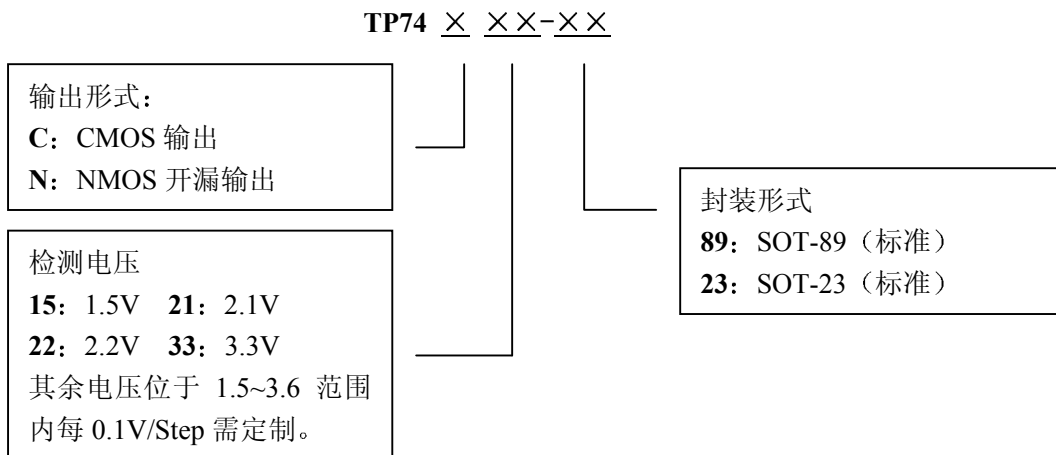 TP74 × ××-××
输出形式：
C：CMOS 输出
N：NMOS 开漏输出
检测电压
15：1.5V 21：2.1V
22：2.2V 33：3.3V
其余电压位于 1.5~3.6 范围
内每 0.1V/Step 需定制。
封装形式
89：SOT-89（标准）
23：SOT-23（标准）